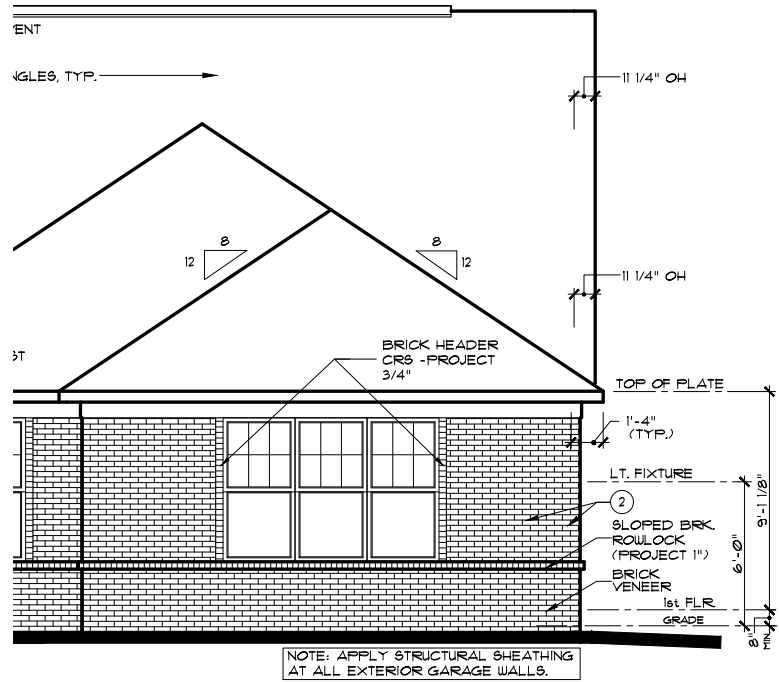 ENT
NGLES, TYP.
11 1/4" OH
8
12
8
12
11 1/4" OH
ST
BRICK HEADER
CRS - PROJECT
3/4"
TOP OF PLATE
1'-4"
(TYP.)
LT. FIXTURE
2
SLOPED BRK.
ROWLOCK
(PROJECT 1")
BRICK
VENEER
1st FLR
GRADE
6'-0"
9'-1 1/8"
8"
MIN.
NOTE: APPLY STRUCTURAL SHEATHING
AT ALL EXTERIOR GARAGE WALLS.